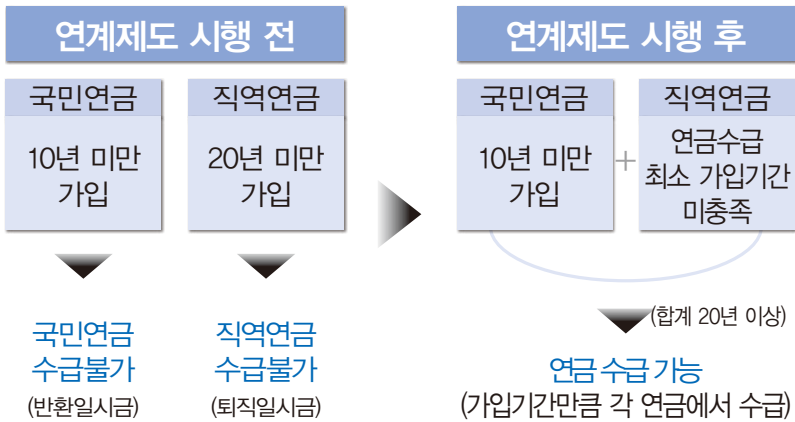 연계제도 시행 전
국민연금
10년 미만
가입
국민연금
수급불가
(반환일시금)
직역연금
20년 미만
가입
직역연금
수급불가
(퇴직일시금)
연계제도 시행 후
국민연금
10년 미만
가입
+
직역연금
연금수급
최소 가입기간
미충족
(합계 20년 이상)
연금 수급 가능
(가입기간만큼 각 연금에서 수급)